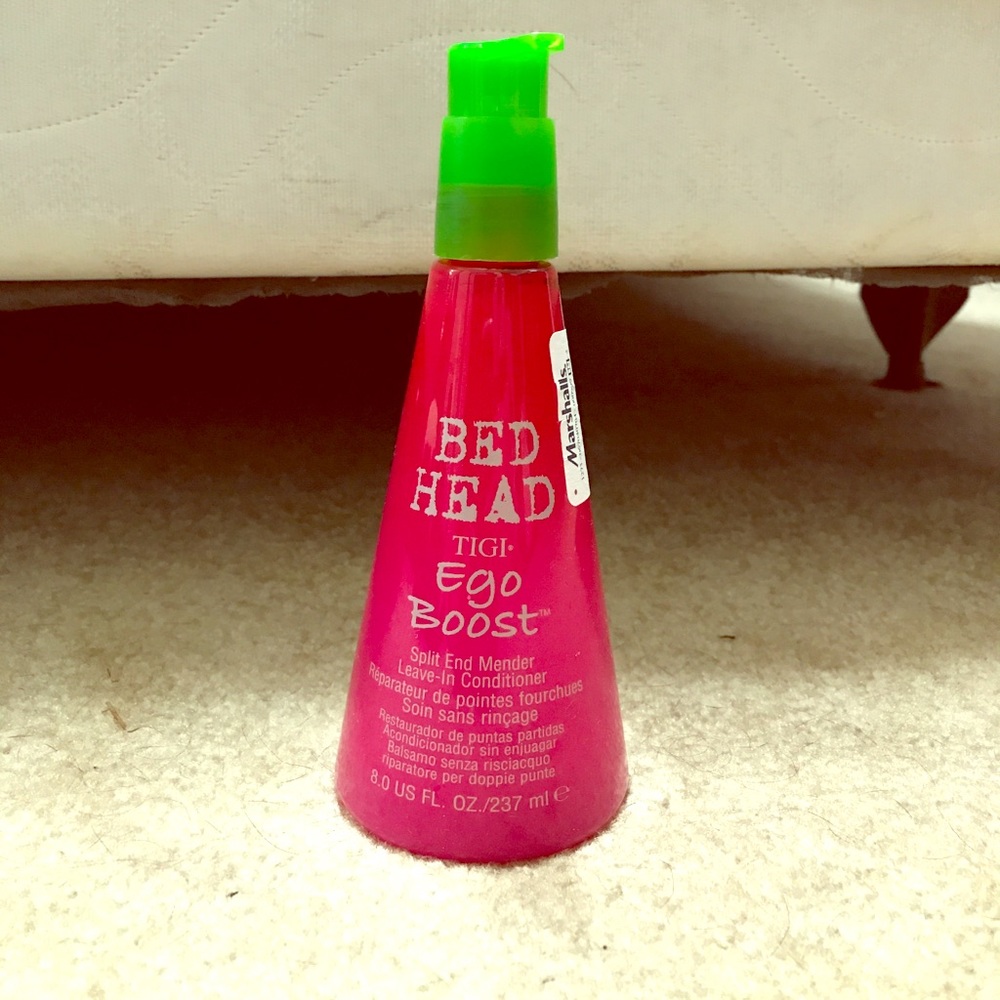 BED
HEAD
TIGI®
Ego
Boost™
Split End Mender
Leave-In Conditioner
Réparateur de pointes fourchues
Soin sans rinçage
Restaurador de puntas partidas
Acondicionador sin enjuagar
Balsamo senza risciacquo
riparatore per doppie punte
8.0 US FL. OZ./237 ml ℮
Marshalls.